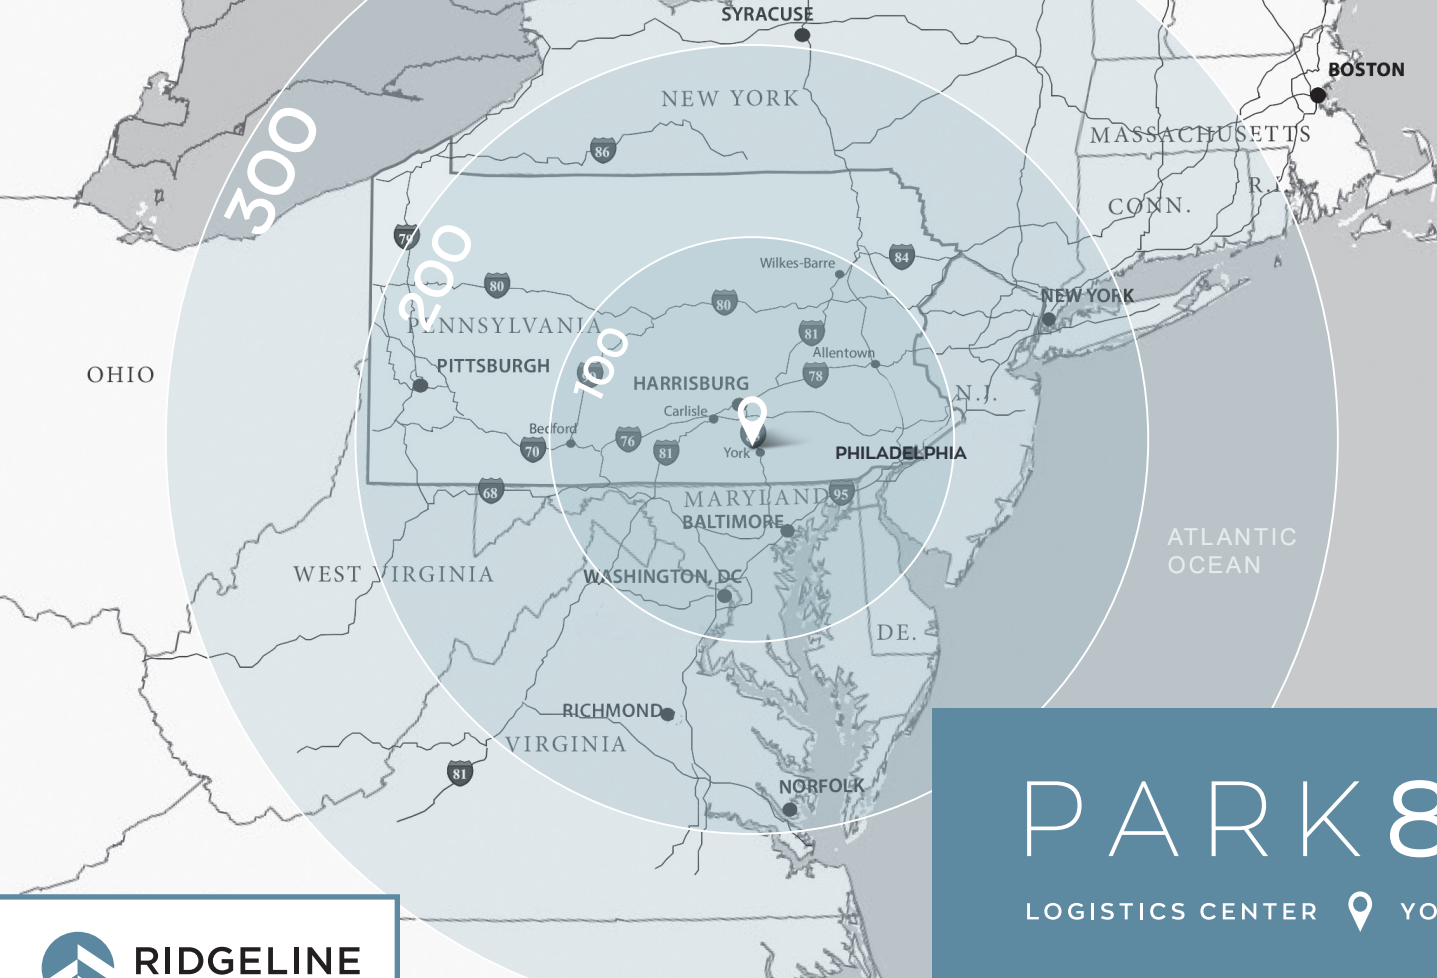 SYRACUSE
BOSTON
NEW YORK
MASSACHUSETTS
86
R.I.
CONN.
300
79
200
84
Wilkes-Barre
80
80
NEW YORK
PENNSYLVANIA
81
100
Allentown
PITTSBURGH
78
OHIO
HARRISBURG
N.J.
Carlisle
Bedford
76
70
81
York
PHILADELPHIA
68
MARYLAND
95
BALTIMORE
ATLANTIC
OCEAN
WEST VIRGINIA
WASHINGTON, DC
DE.
RICHMOND
VIRGINIA
81
NORFOLK
PARK8
LOGISTICS CENTER
YO
RIDGELINE